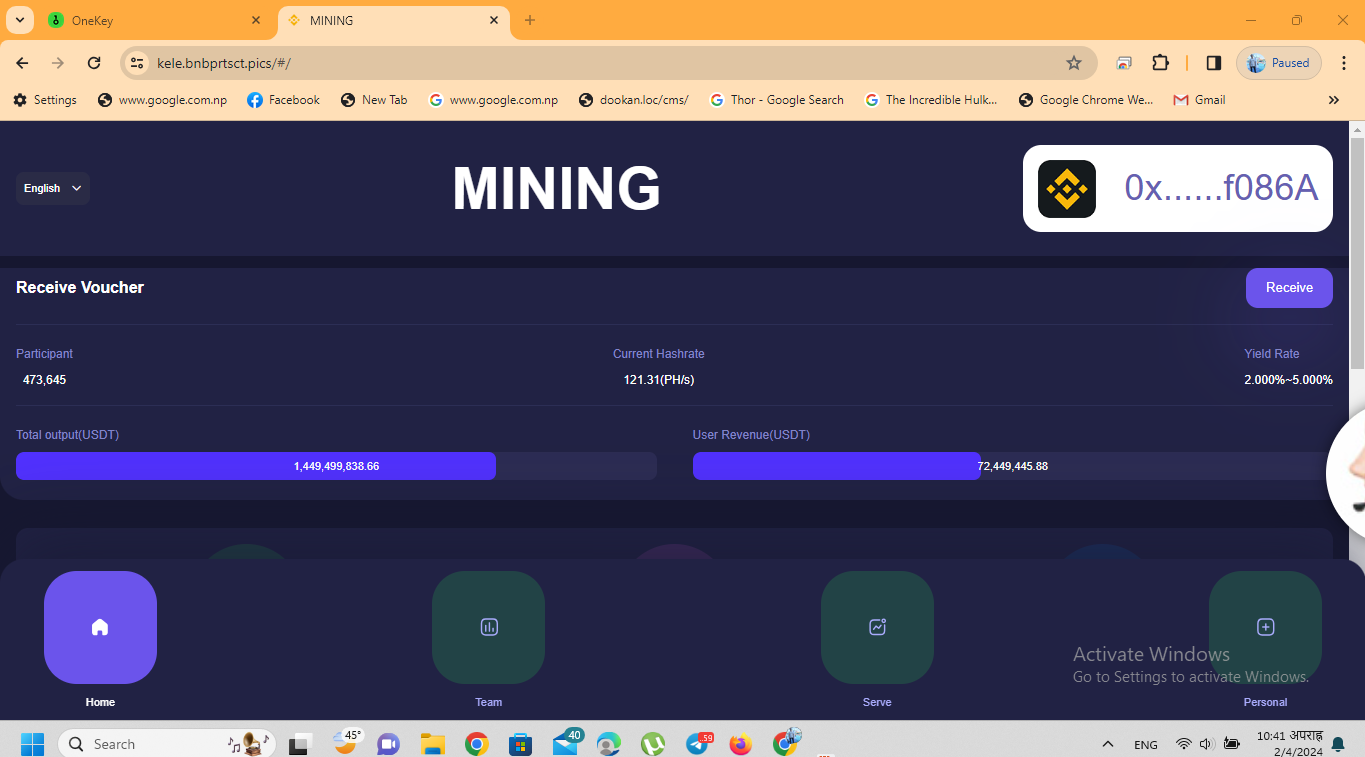 OneKey
MINING
kele.bnbprtsct.pics/#/
Paused
Settings
www.google.com.np
Facebook
New Tab
www.google.com.np
dookan.loc/cms/
Thor - Google Search
The Incredible Hulk...
Google Chrome We...
Gmail
English
MINING
0x......f086A
Receive Voucher
Receive
Participant
Current Hashrate
Yield Rate
473,645
121.31(PH/s)
2.000%~5.000%
Total output(USDT)
User Revenue(USDT)
1,449,499,838.66
72,449,445.88
Activate Windows
Go to Settings to activate Windows.
Home
Team
Serve
Personal
Search
45°
40
..59
ENG
10:41 अपराह्न
2/4/2024